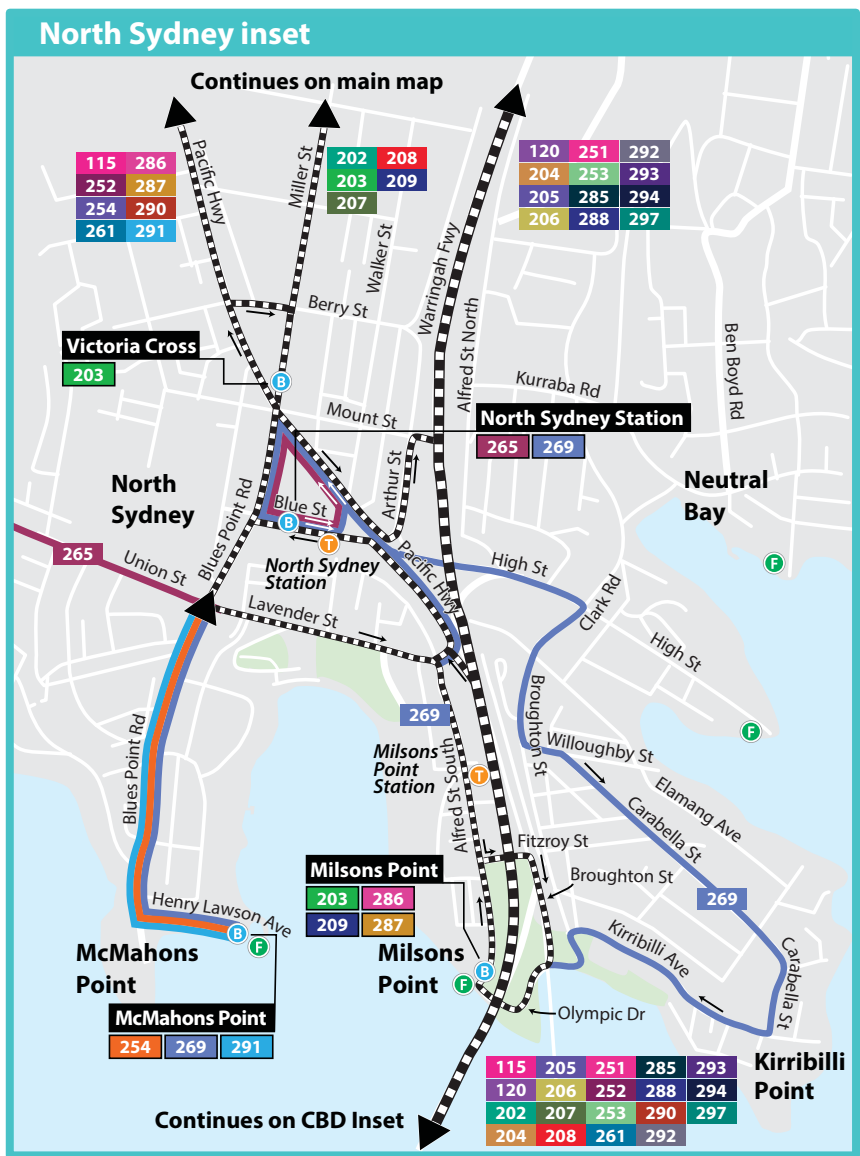 North Sydney inset
Continues on main map
115 286
252 287
254 290
261 291
202 208
203 209
207
120 251 292
204 253 293
205 285 294
206 288 297
Pacific Hwy
Miller St
Walker St
Warringah Fwy
Berry St
Alfred St North
Ben Boyd Rd
Victoria Cross
203
Kurraba Rd
Mount St
North Sydney Station
265 269
North
Sydney
Neutral
Bay
Arthur St
Blue St
B
B
T
F
Blues Point Rd
265
Union St
North Sydney
Station
Pacific Hwy
High St
Clark Rd
High St
Lavender St
269
Broughton St
F
Willoughby St
Milsons
Point
Station
T
Elamang Ave
Blues Point Rd
Alfred St South
Carabella St
Fitzroy St
Broughton St
Milsons Point
203 286
209 287
269
Henry Lawson Ave
B
F
Kirribilli Ave
Carabella St
McMahons
Point
Milsons
Point
B
F
McMahons Point
254 269 291
Olympic Dr
Kirribilli
Point
115 205 251 285 293
120 206 252 288 294
202 207 253 290 297
204 208 261 292
Continues on CBD Inset